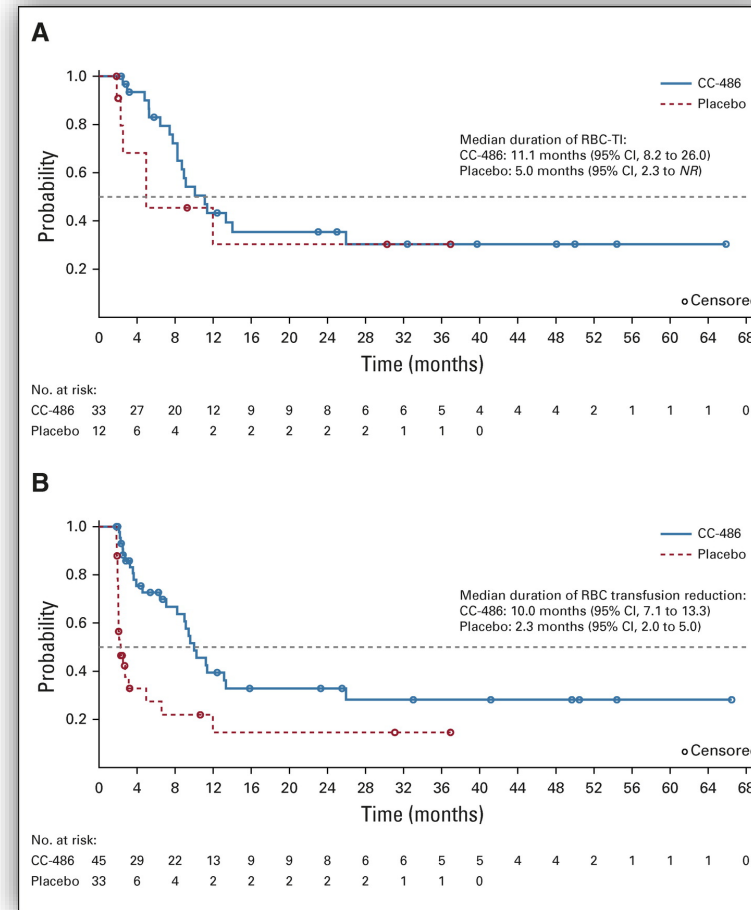 A
1.0
0.8
0.6
0.4
0.2
Probability
CC-486
Placebo
Median duration of RBC-TI:
CC-486: 11.1 months (95% CI, 8.2 to 26.0)
Placebo: 5.0 months (95% CI, 2.3 to NR)
Censored
0 4 8 12 16 20 24 28 32 36 40 44 48 52 56 60 64 68
Time (months)
No. at risk:
CC-486 33 27 20 12 9 9 8 6 6 5 4 4 4 2 1 1 1 0
Placebo 12 6 4 2 2 2 2 2 1 1 0
B
1.0
0.8
0.6
0.4
0.2
Probability
CC-486
Placebo
Median duration of RBC transfusion reduction:
CC-486: 10.0 months (95% CI, 7.1 to 13.3)
Placebo: 2.3 months (95% CI, 2.0 to 5.0)
Censored
0 4 8 12 16 20 24 28 32 36 40 44 48 52 56 60 64 68
Time (months)
No. at risk:
CC-486 45 29 22 13 9 9 8 6 6 5 5 4 4 2 1 1 1 0
Placebo 33 6 4 2 2 2 2 2 1 1 0